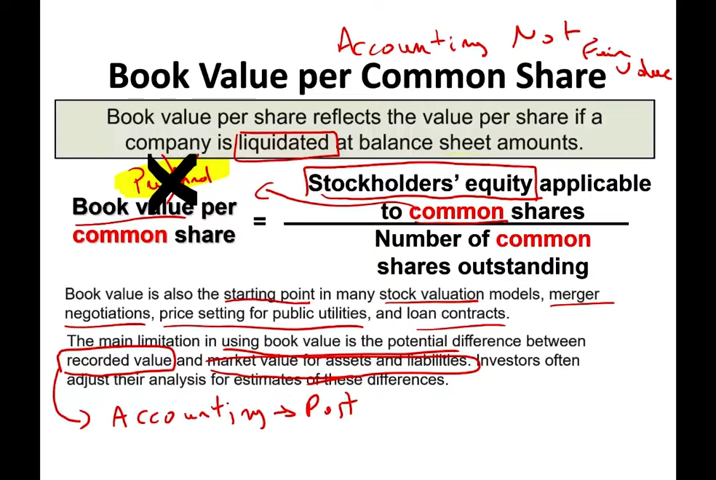 Accounting Not Fair
Value
Book Value per Common Share
Book value per share reflects the value per share if a
company is liquidated at balance sheet amounts.
Book value per
common share
=
Stockholders' equity applicable
to common shares
Number of common
shares outstanding
Book value is also the starting point in many stock valuation models, merger
negotiations, price setting for public utilities, and loan contracts.
The main limitation in using book value is the potential difference between
recorded value and market value for assets and liabilities. Investors often
adjust their analysis for estimates of these differences.
Accounting → Past